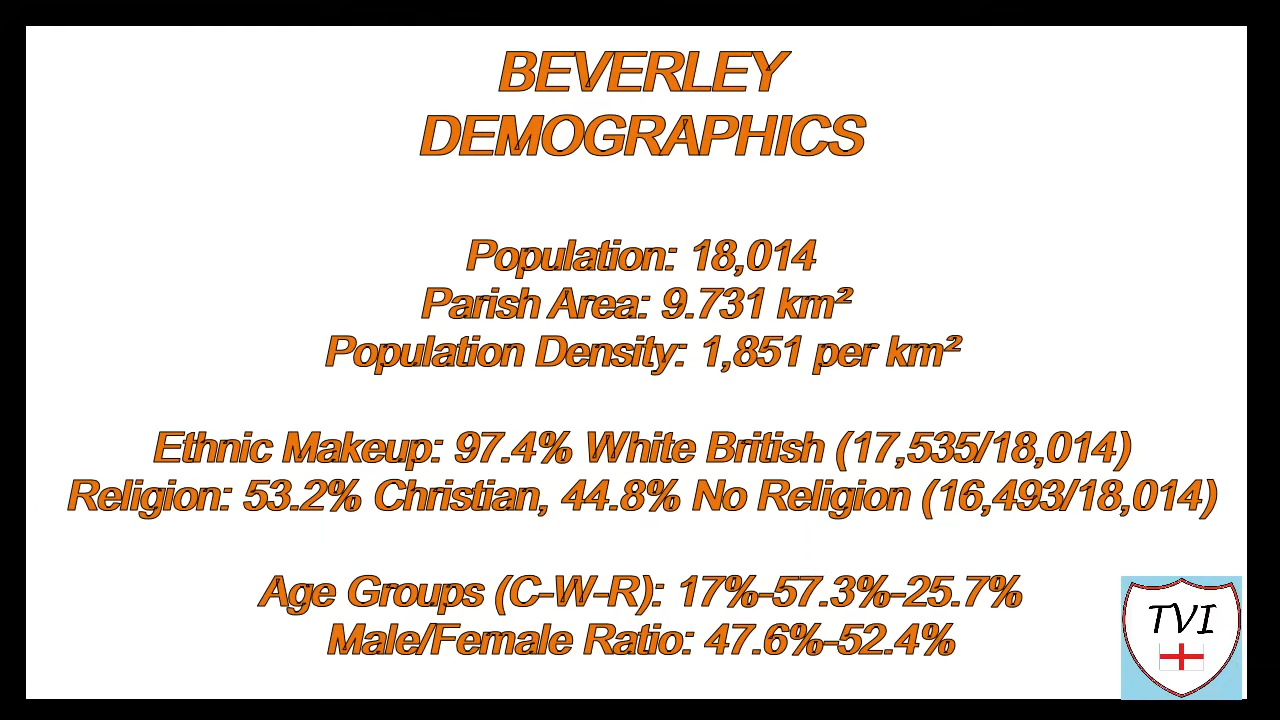 BEVERLEY
DEMOGRAPHICS
Population: 18,014
Parish Area: 9.731 km²
Population Density: 1,851 per km²
Ethnic Makeup: 97.4% White British (17,535/18,014)
Religion: 53.2% Christian, 44.8% No Religion (16,493/18,014)
Age Groups (C-W-R): 17%-57.3%-25.7%
Male/Female Ratio: 47.6%-52.4%
TVI